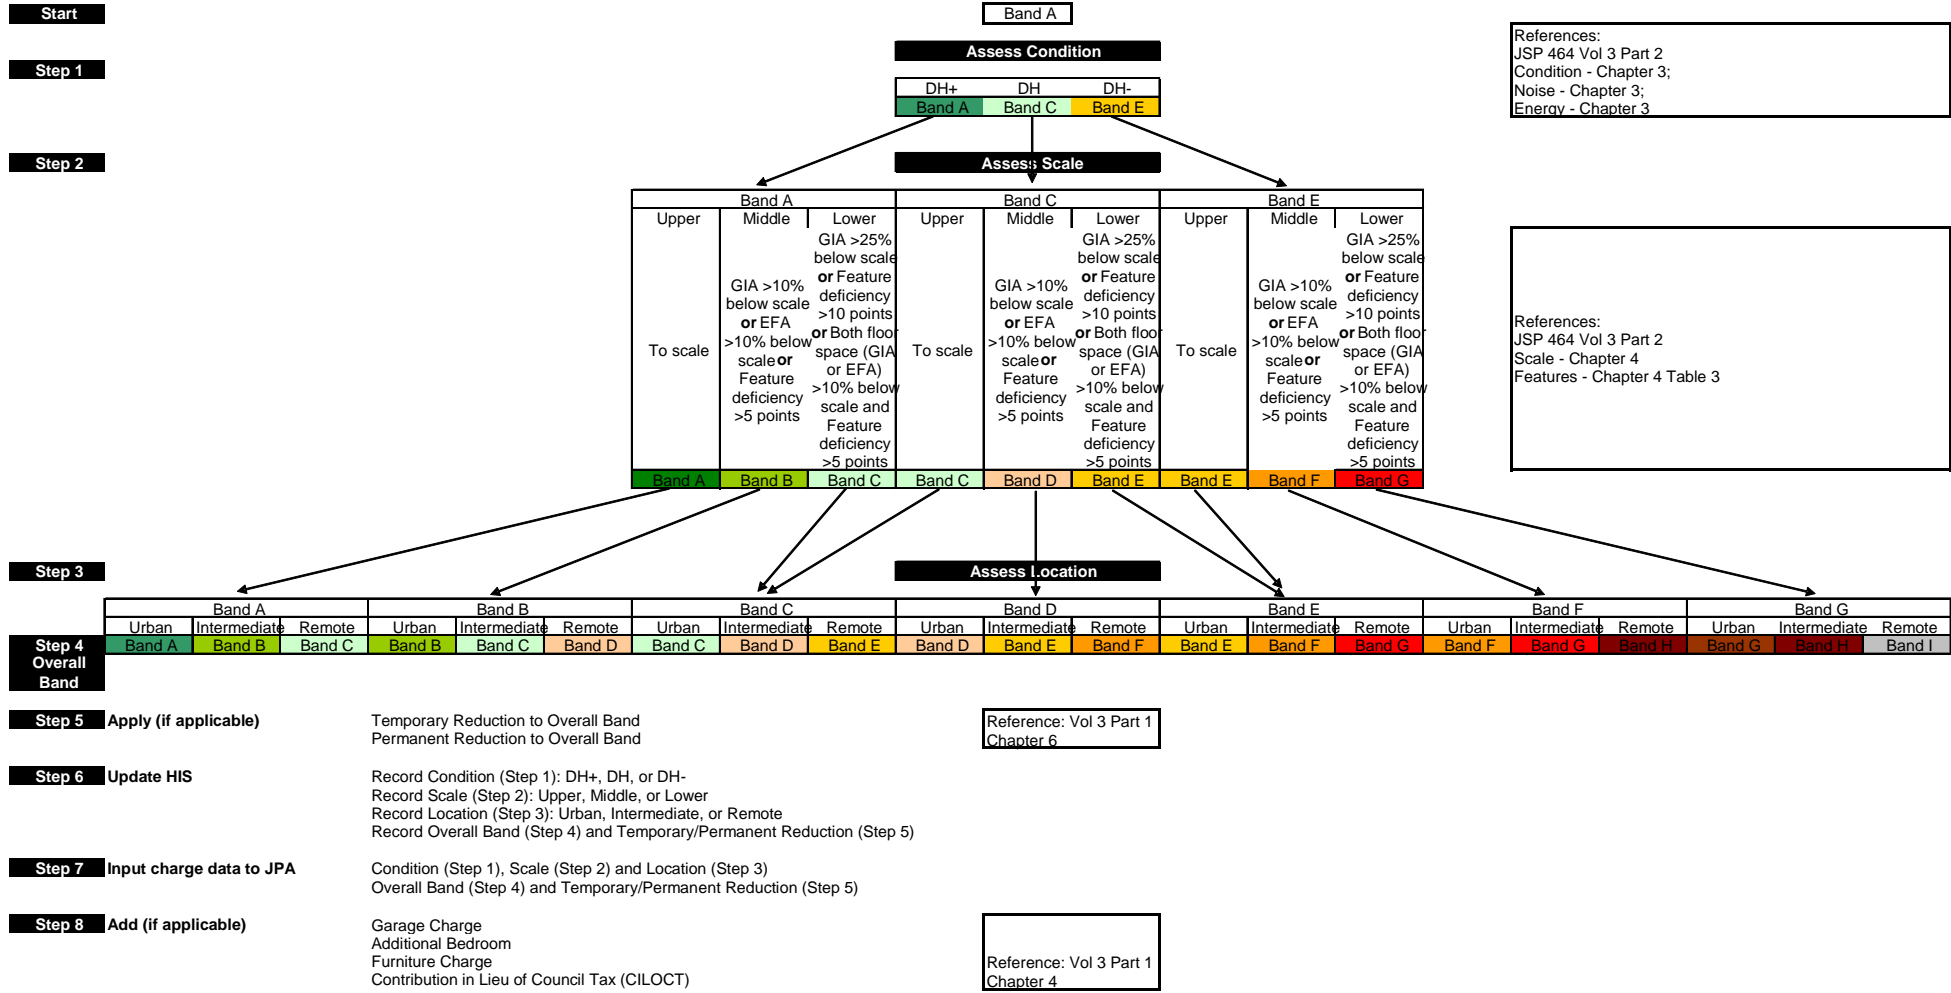 Start
Band A
Assess Condition
References:
JSP 464 Vol 3 Part 2
Condition - Chapter 3;
Noise - Chapter 3;
Energy - Chapter 3
Step 1
DH+ DH DH-
Band A Band C Band E
Step 2
Assess Scale
Band A Band C Band E
Upper Middle Lower Upper Middle Lower Upper Middle Lower
To scale
GIA >10%
below scale
or EFA
>10% below
scale or
Feature
deficiency
>5 points
GIA >25%
below scale
or Feature
deficiency
>10 points
or Both floor
space (GIA
or EFA)
>10% below
scale and
Feature
deficiency
>5 points
To scale
GIA >10%
below scale
or EFA
>10% below
scale or
Feature
deficiency
>5 points
GIA >25%
below scale
or Feature
deficiency
>10 points
or Both floor
space (GIA
or EFA)
>10% below
scale and
Feature
deficiency
>5 points
To scale
GIA >10%
below scale
or EFA
>10% below
scale or
Feature
deficiency
>5 points
GIA >25%
below scale
or Feature
deficiency
>10 points
or Both floor
space (GIA
or EFA)
>10% below
scale and
Feature
deficiency
>5 points
References:
JSP 464 Vol 3 Part 2
Scale - Chapter 4
Features - Chapter 4 Table 3
Band A Band B Band C Band C Band D Band E Band E Band F Band G
Step 3
Assess Location
Band A Band B Band C Band D Band E Band F Band G
Urban Intermediate Remote Urban Intermediate Remote Urban Intermediate Remote Urban Intermediate Remote Urban Intermediate Remote Urban Intermediate Remote Urban Intermediate Remote
Step 4
Overall
Band
Band A Band B Band C Band B Band C Band D Band C Band D Band E Band D Band E Band F Band E Band F Band G Band F Band G Band H Band G Band H Band I
Step 5 Apply (if applicable)
Temporary Reduction to Overall Band
Permanent Reduction to Overall Band
Reference: Vol 3 Part 1
Chapter 6
Step 6 Update HIS
Record Condition (Step 1): DH+, DH, or DH-
Record Scale (Step 2): Upper, Middle, or Lower
Record Location (Step 3): Urban, Intermediate, or Remote
Record Overall Band (Step 4) and Temporary/Permanent Reduction (Step 5)
Step 7 Input charge data to JPA
Condition (Step 1), Scale (Step 2) and Location (Step 3)
Overall Band (Step 4) and Temporary/Permanent Reduction (Step 5)
Step 8 Add (if applicable)
Garage Charge
Additional Bedroom
Furniture Charge
Contribution in Lieu of Council Tax (CILOCT)
Reference: Vol 3 Part 1
Chapter 4